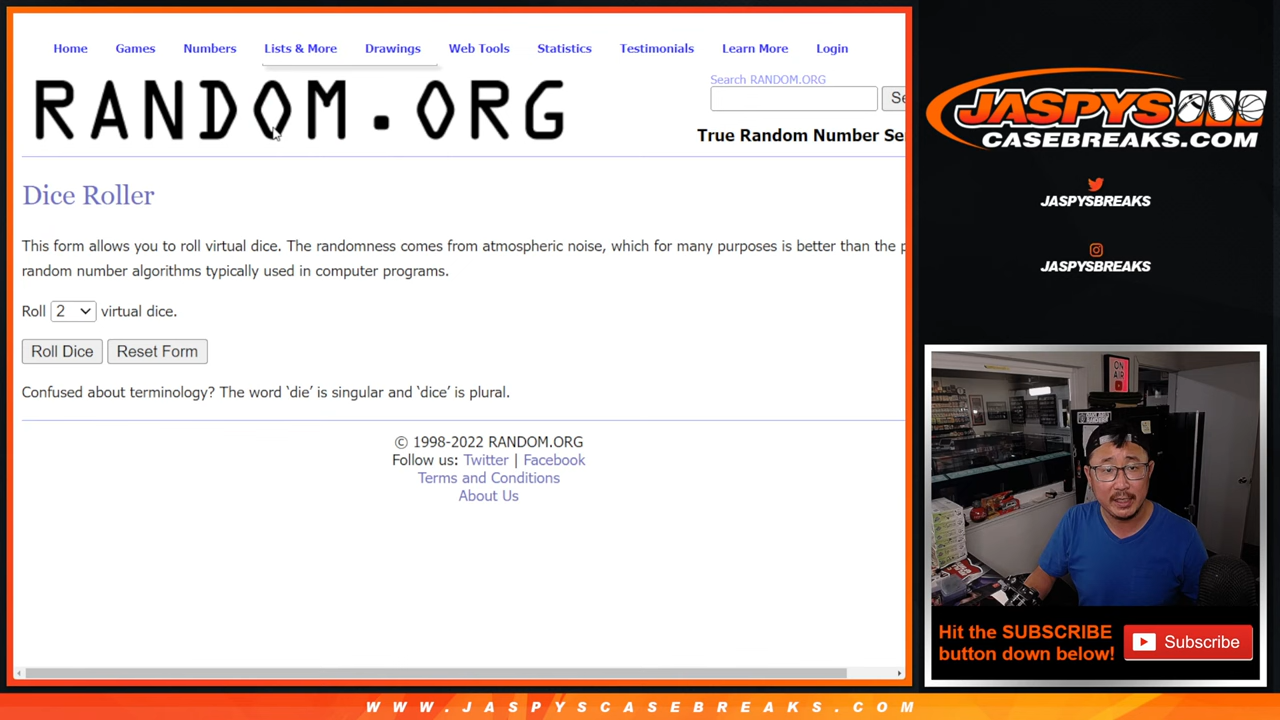 Home Games Numbers Lists & More Drawings Web Tools Statistics Testimonials Learn More Login
RANDOM.ORG
Search RANDOM.ORG
Se
True Random Number Se
Dice Roller
This form allows you to roll virtual dice. The randomness comes from atmospheric noise, which for many purposes is better than the p
random number algorithms typically used in computer programs.
Roll 2 virtual dice.
Roll Dice Reset Form
Confused about terminology? The word ‘die’ is singular and ‘dice’ is plural.
© 1998-2022 RANDOM.ORG
Follow us: Twitter | Facebook
Terms and Conditions
About Us
JASPYS
CASEBREAKS.COM
JASPYSBREAKS
JASPYSBREAKS
ON
AIR
Hit the SUBSCRIBE
button down below!
Subscribe
WWW.JASPYSCASEBREAKS.COM